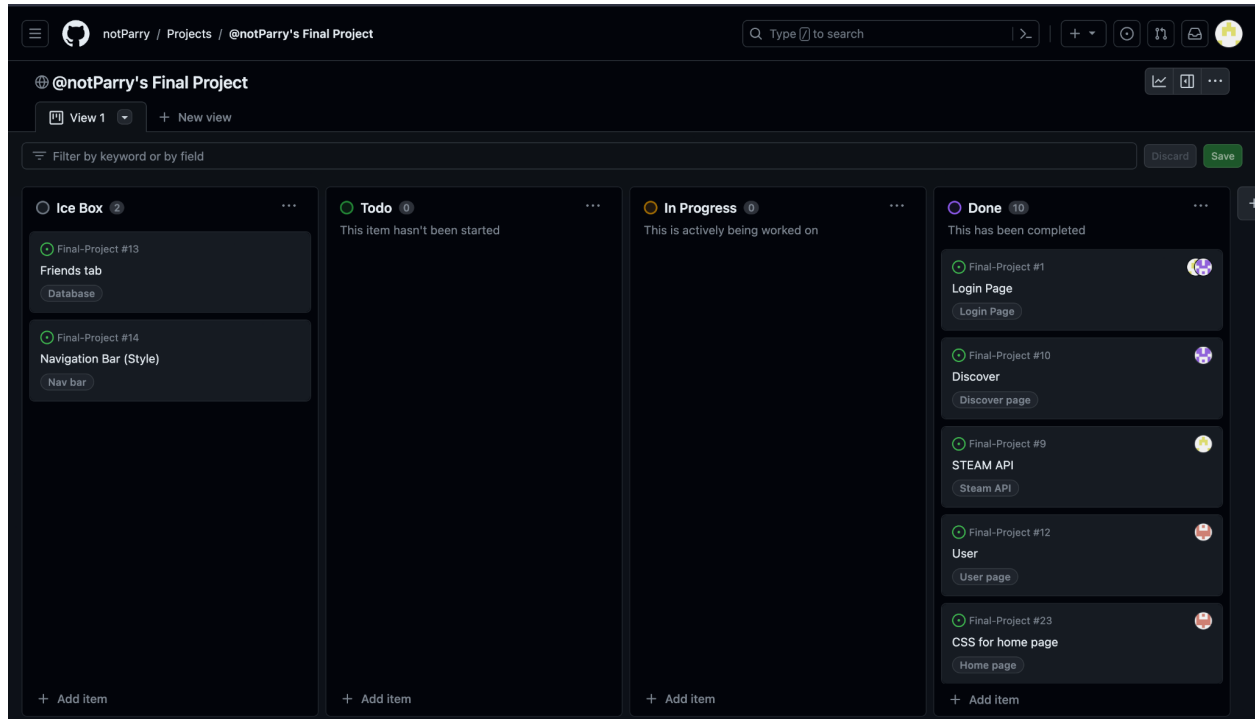 notParry / Projects / @notParry's Final Project
Type / to search
@notParry's Final Project
View 1
New view
Filter by keyword or by field
Discard
Save
Ice Box 2
Final-Project #13
Friends tab
Database
Final-Project #14
Navigation Bar (Style)
Nav bar
+ Add item
Todo 0
This item hasn't been started
+ Add item
In Progress 0
This is actively being worked on
+ Add item
Done 10
This has been completed
Final-Project #1
Login Page
Login Page
Final-Project #10
Discover
Discover page
Final-Project #9
STEAM API
Steam API
Final-Project #12
User
User page
Final-Project #23
CSS for home page
Home page
+ Add item